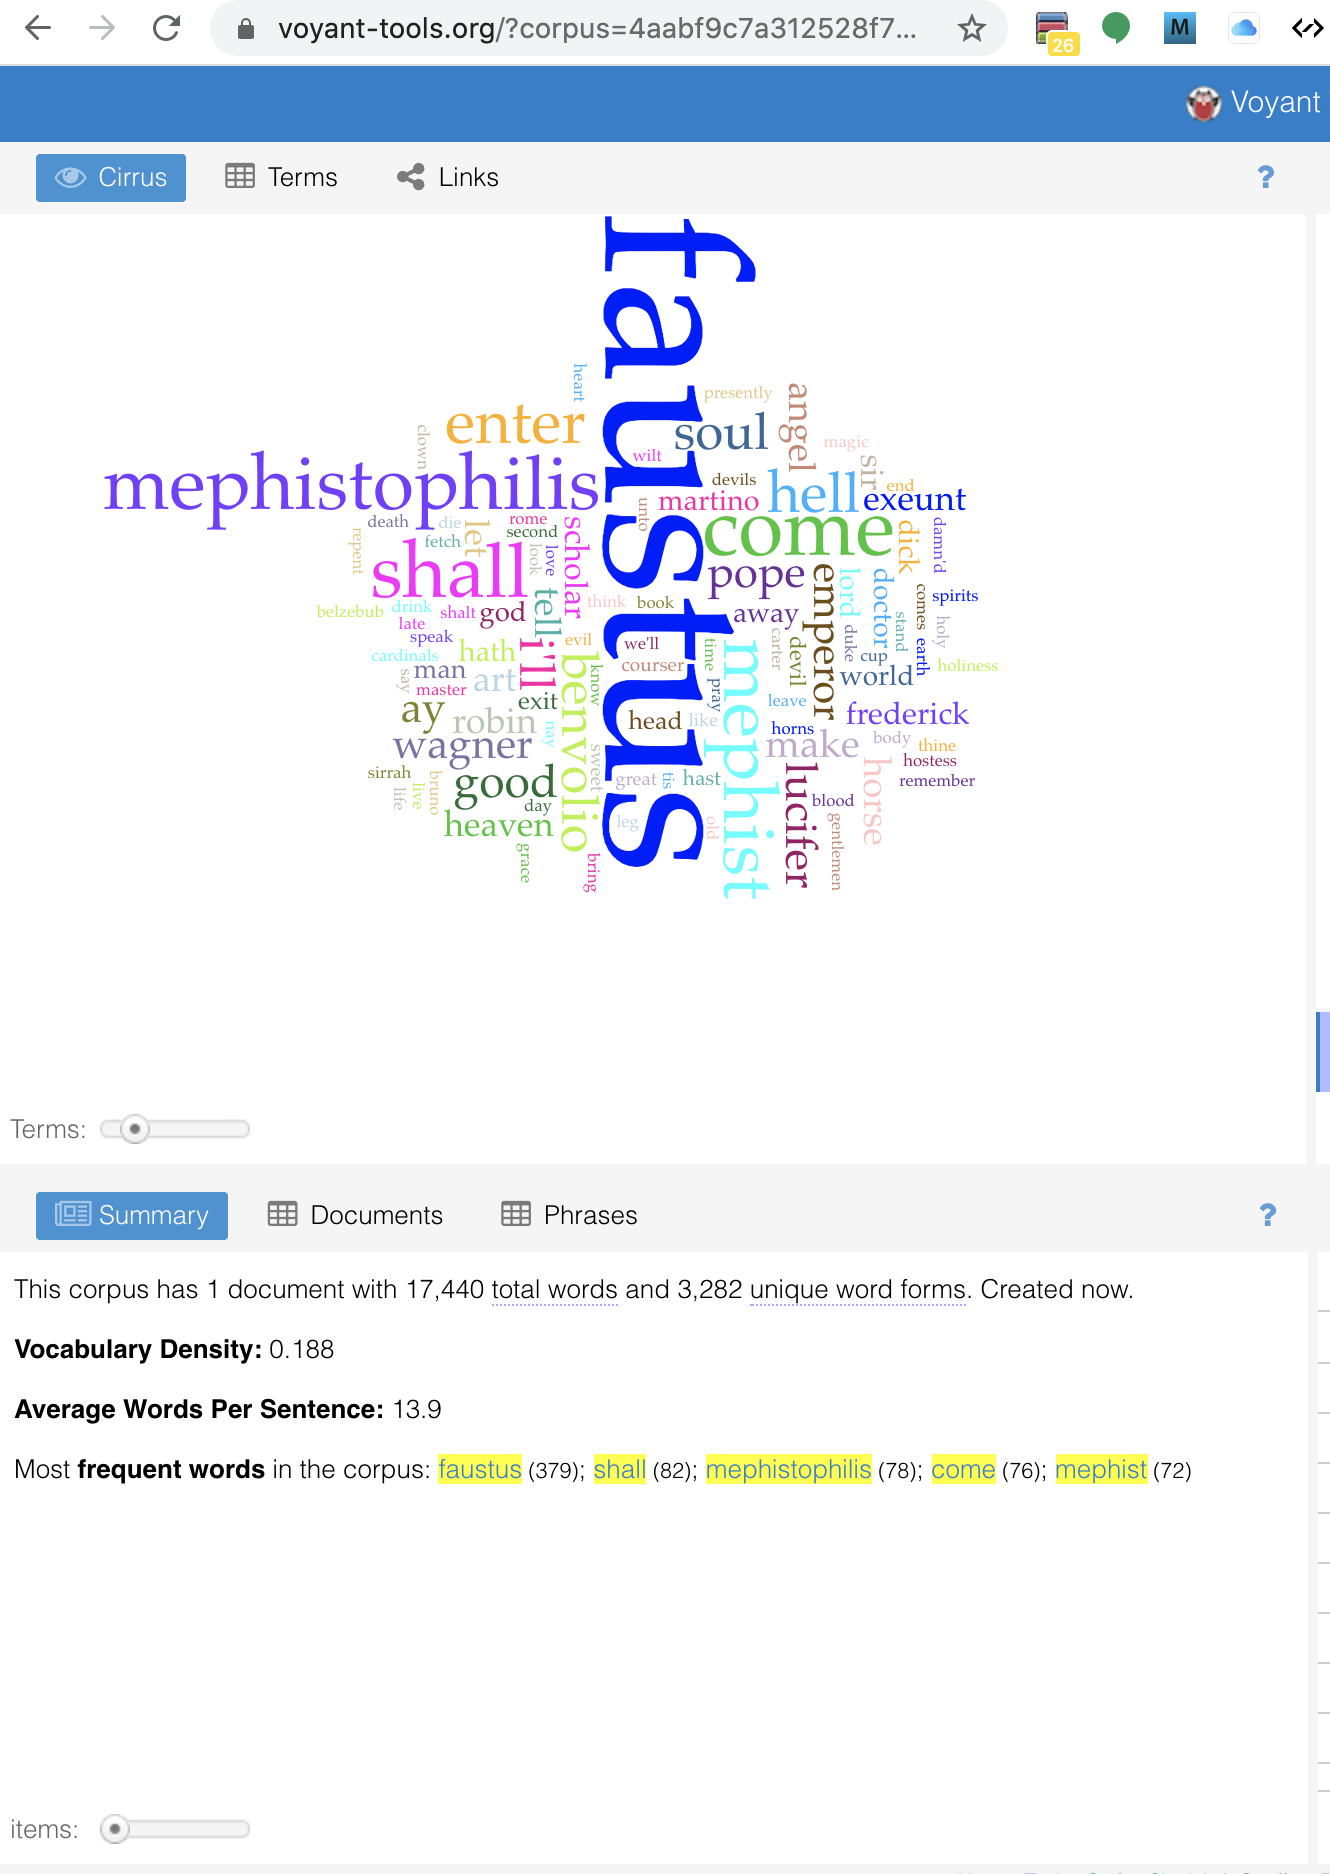 voyant-tools.org/?corpus=4aabf9c7a312528f7...
26
M
Voyant
Cirrus Terms Links ?
faustus
heart
presently
angel
enter
soul
clown
magic
wilt
sir
mephistophilis
devils
hell
end
martino
exeunt
unto
death
die
let
rome
scholar
come
dick
damn'd
second
repent
fetch
look
love
shall
pope
emperor
lord
doctor
comes
spirits
tell
think
book
belzebub
drink
shalt
god
away
stand
holy
late
speak
evil
we'll
time
carter
devil
duke
cup
earth
cardinals
hath
i'll
benvolio
know
courser
mephist
world
holiness
say
man
art
master
pray
leave
ay
exit
robin
nay
head
like
horns
frederick
wagner
sweet
make
body
thine
horse
hostess
sirrah
bruno
good
great
tis
hast
lucifer
remember
life
live
day
blood
heaven
leg
old
gentlemen
grace
bring
Terms:
Summary Documents Phrases ?
This corpus has 1 document with 17,440 total words and 3,282 unique word forms. Created now.
Vocabulary Density: 0.188
Average Words Per Sentence: 13.9
Most frequent words in the corpus: faustus (379); shall (82); mephistophilis (78); come (76); mephist (72)
items: